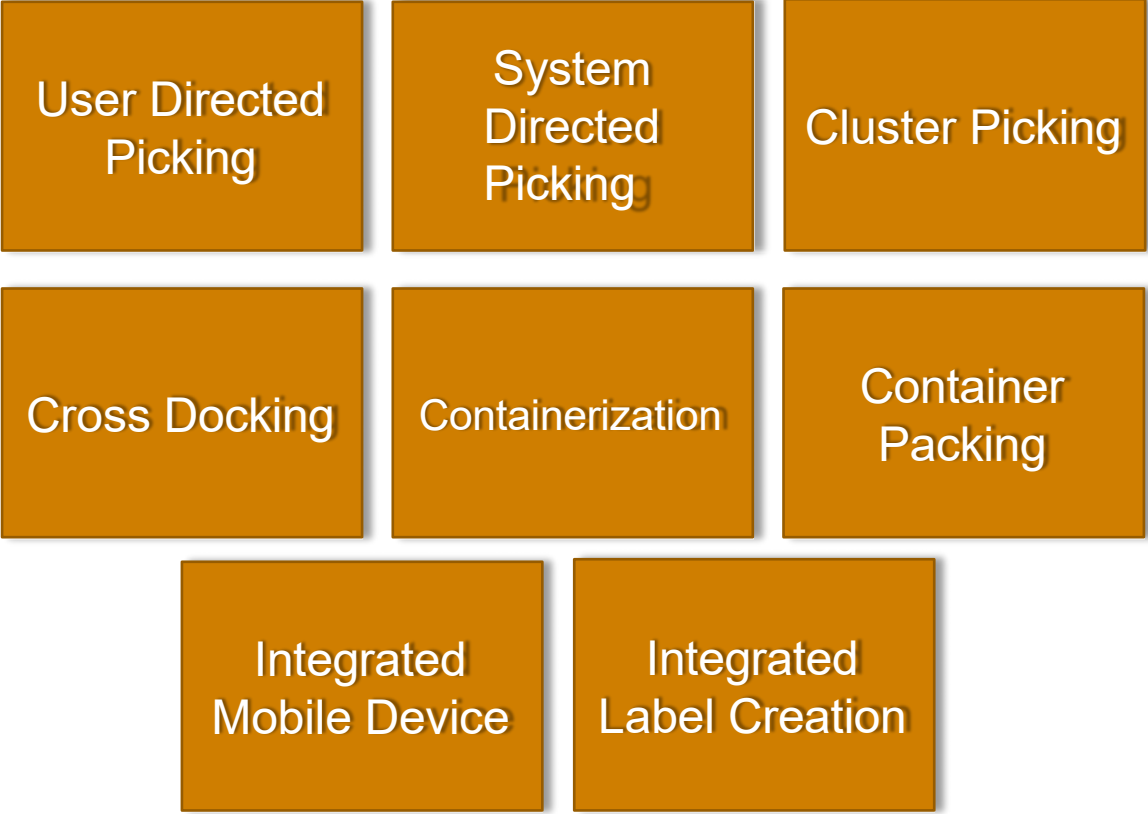 User Directed
Picking
System
Directed
Picking
Cluster Picking
Cross Docking
Containerization
Container
Packing
Integrated
Mobile Device
Integrated
Label Creation